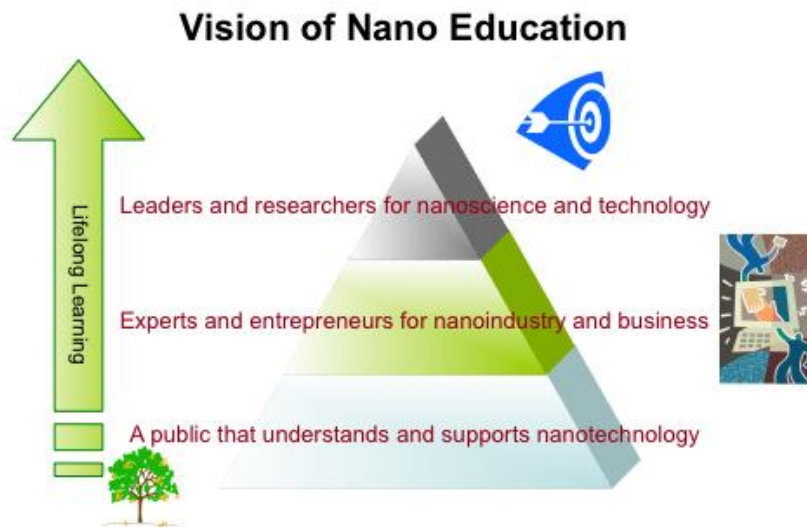 Vision of Nano Education
Lifelong Learning
Leaders and researchers for nanoscience and technology
Experts and entrepreneurs for nanoindustry and business
A public that understands and supports nanotechnology